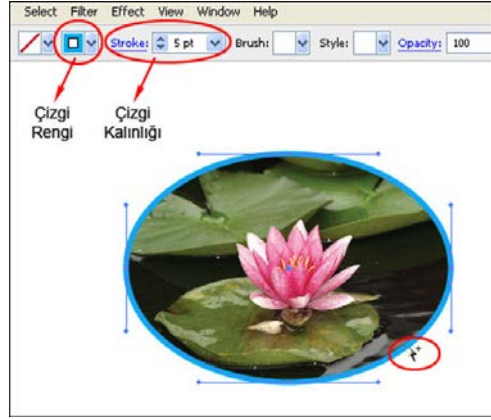 Select Filter Effect View Window Help
Stroke: 5 pt Brush: Style: Opacity: 100
Çizgi
Rengi
Çizgi
Kalınlığı